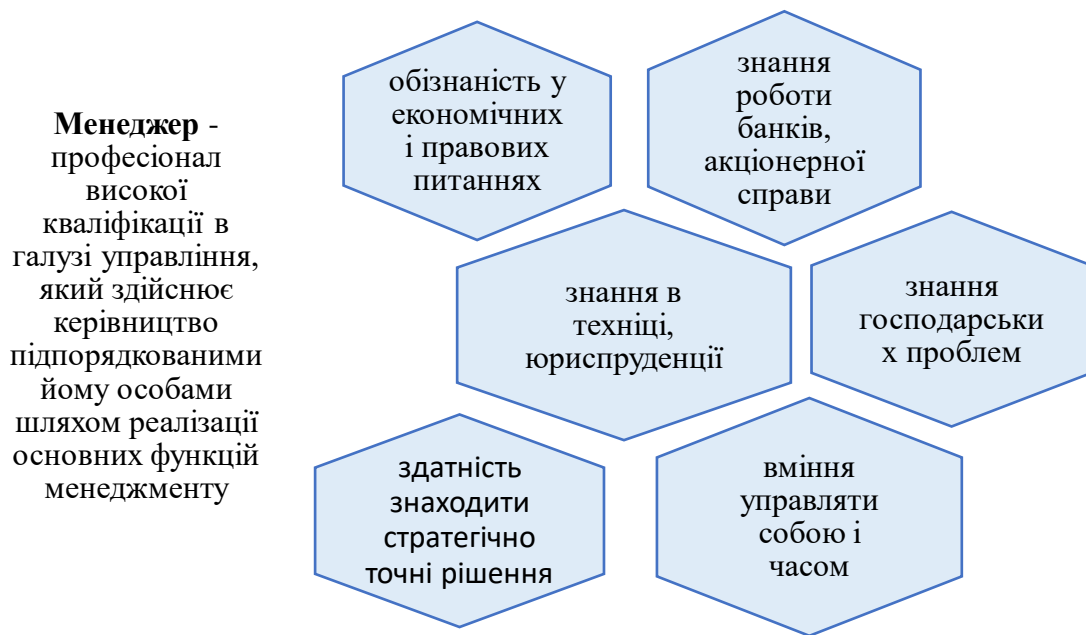 Менеджер -
професіонал
високої
кваліфікації в
галузі управління,
який здійснює
керівництво
підпорядкованими
йому особами
шляхом реалізації
основних функцій
менеджменту
обізнаність у
економічних
і правових
питаннях
знання
роботи
банків,
акціонерної
справи
знання в
техніці,
юриспруденції
знання
господарськи
х проблем
здатність
знаходити
стратегічно
точні рішення
вміння
управляти
собою і
часом